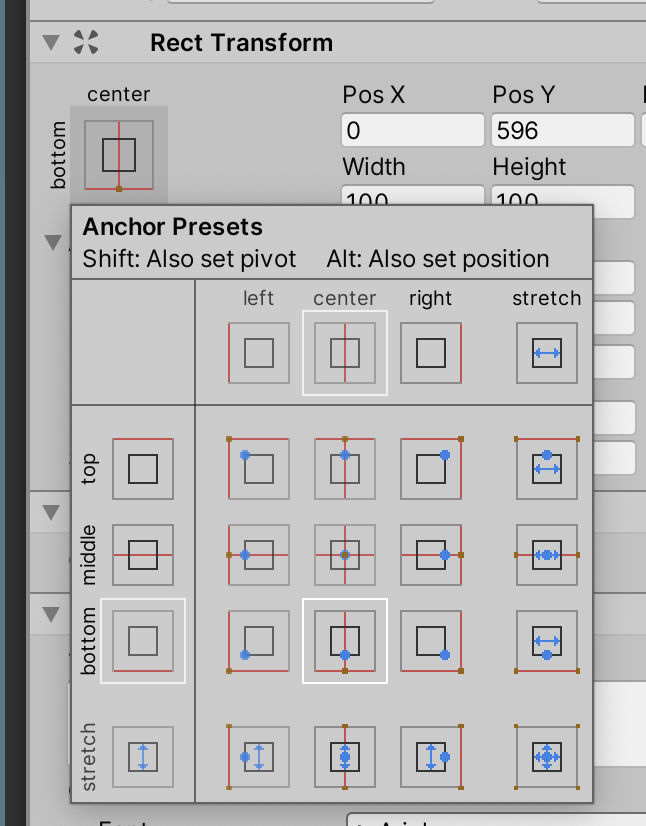 Rect Transform
center
Pos X
Pos Y
bottom
0
596
Width
Height
100
100
Anchor Presets
Shift: Also set pivot
Alt: Also set position
left
center
right
stretch
top
middle
bottom
stretch